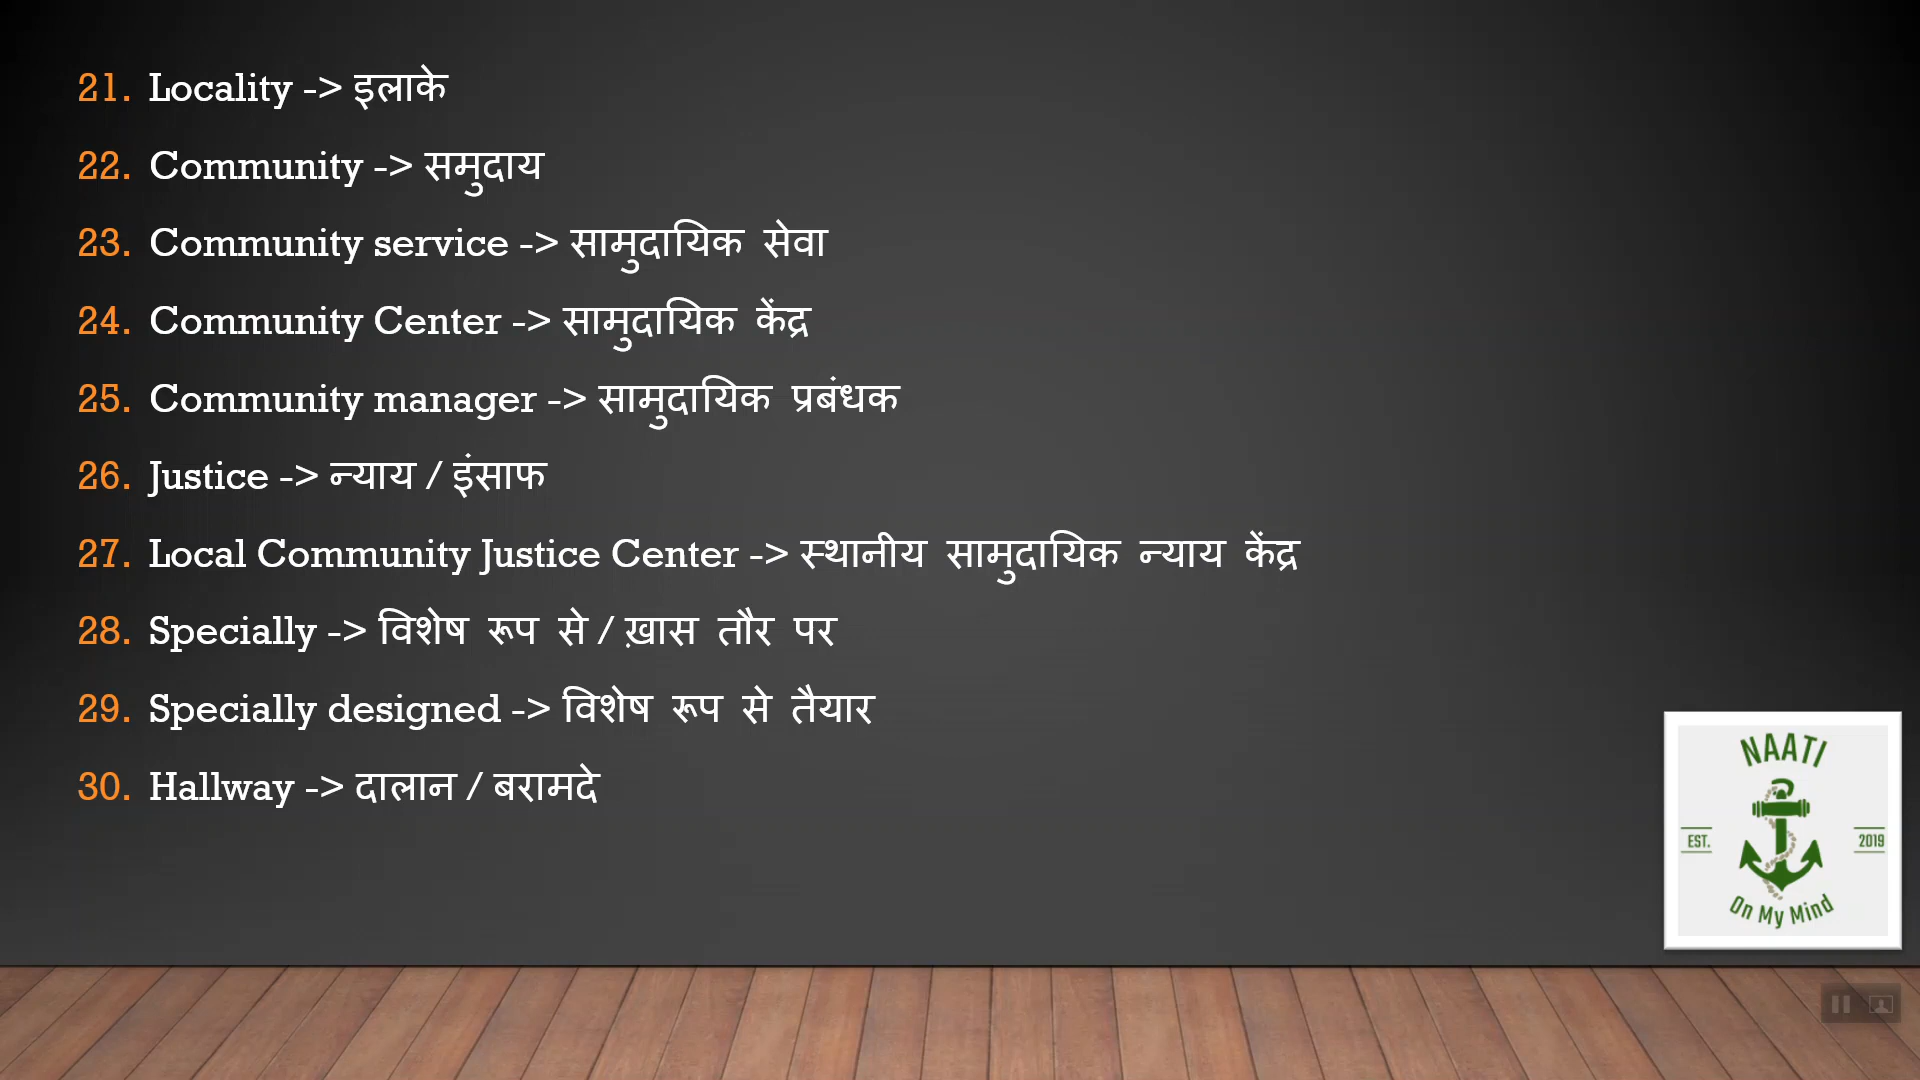 21. Locality -> इलाके
22. Community -> समुदाय
23. Community service -> सामुदायिक सेवा
24. Community Center -> सामुदायिक केंद्र
25. Community manager -> सामुदायिक प्रबंधक
26. Justice -> न्याय / इंसाफ
27. Local Community Justice Center -> स्थानीय सामुदायिक न्याय केंद्र
28. Specially -> विशेष रूप से / ख़ास तौर पर
29. Specially designed -> विशेष रूप से तैयार
30. Hallway -> दालान / बरामदे
NAATI
EST. 2019
On My Mind